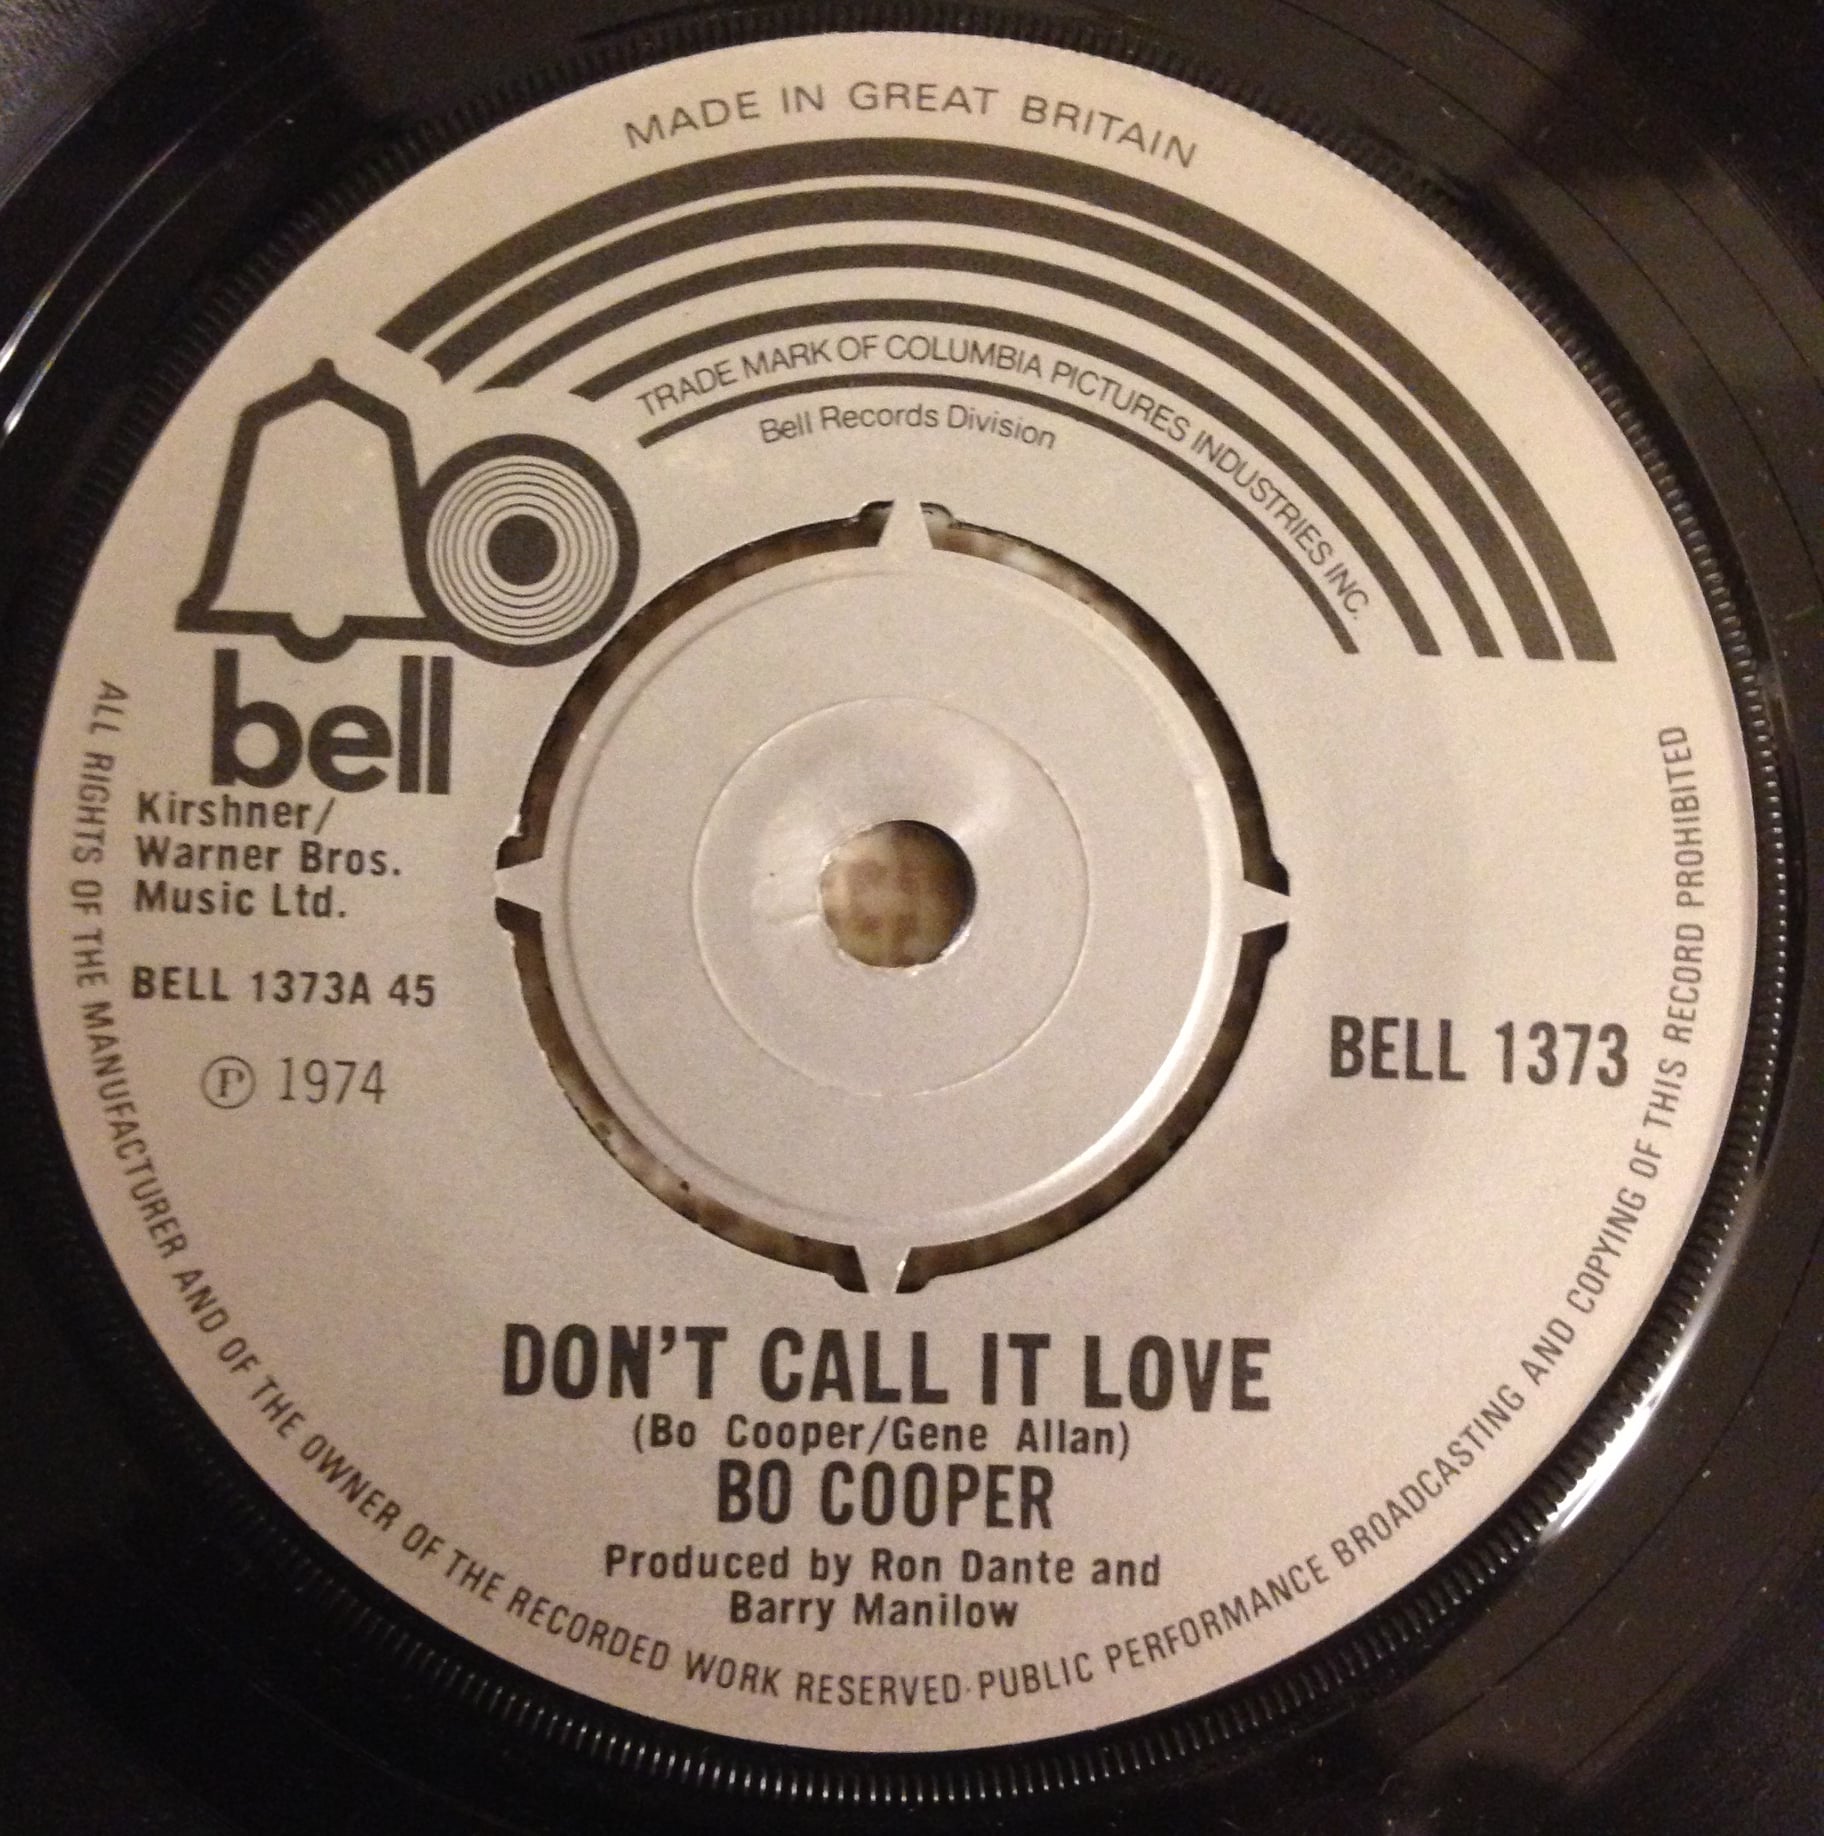 MADE IN GREAT BRITAIN
TRADE MARK OF COLUMBIA PICTURES INDUSTRIES INC.
Bell Records Division
bell
Kirshner/
Warner Bros.
Music Ltd.
BELL 1373A 45
Ⓟ 1974
BELL 1373
DON'T CALL IT LOVE
(Bo Cooper/Gene Allan)
BO COOPER
Produced by Ron Dante and
Barry Manilow
ALL RIGHTS OF THE MANUFACTURER AND OF THE OWNER OF THE RECORDED WORK RESERVED·PUBLIC PERFORMANCE BROADCASTING AND COPYING OF THIS RECORD PROHIBITED